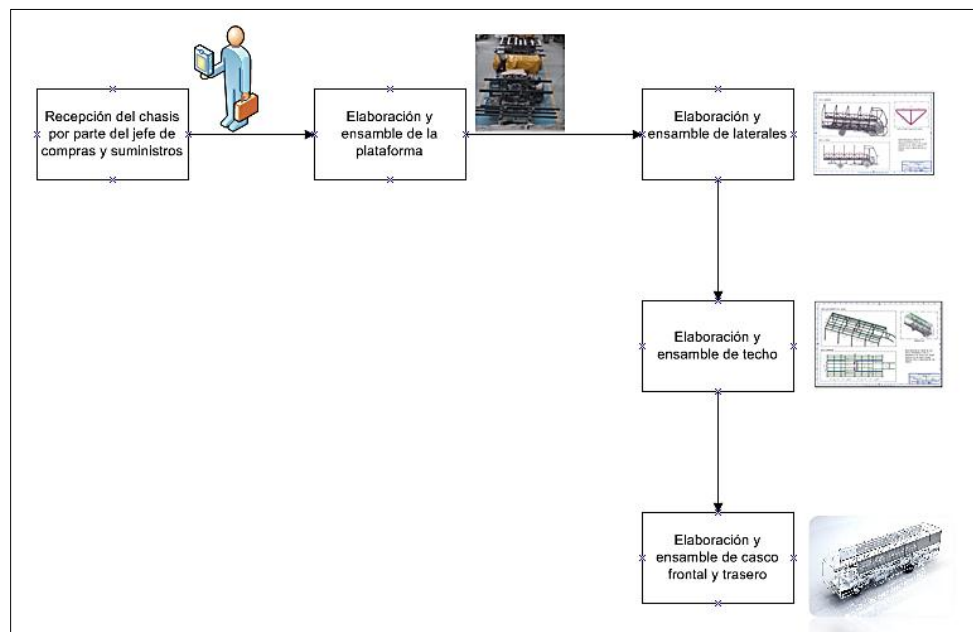 Recepción del chasis
por parte del jefe de
compras y suministros
Elaboración y
ensamble de la
plataforma
Elaboración y
ensamble de laterales
Elaboración y
ensamble de techo
Elaboración y
ensamble de casco
frontal y trasero